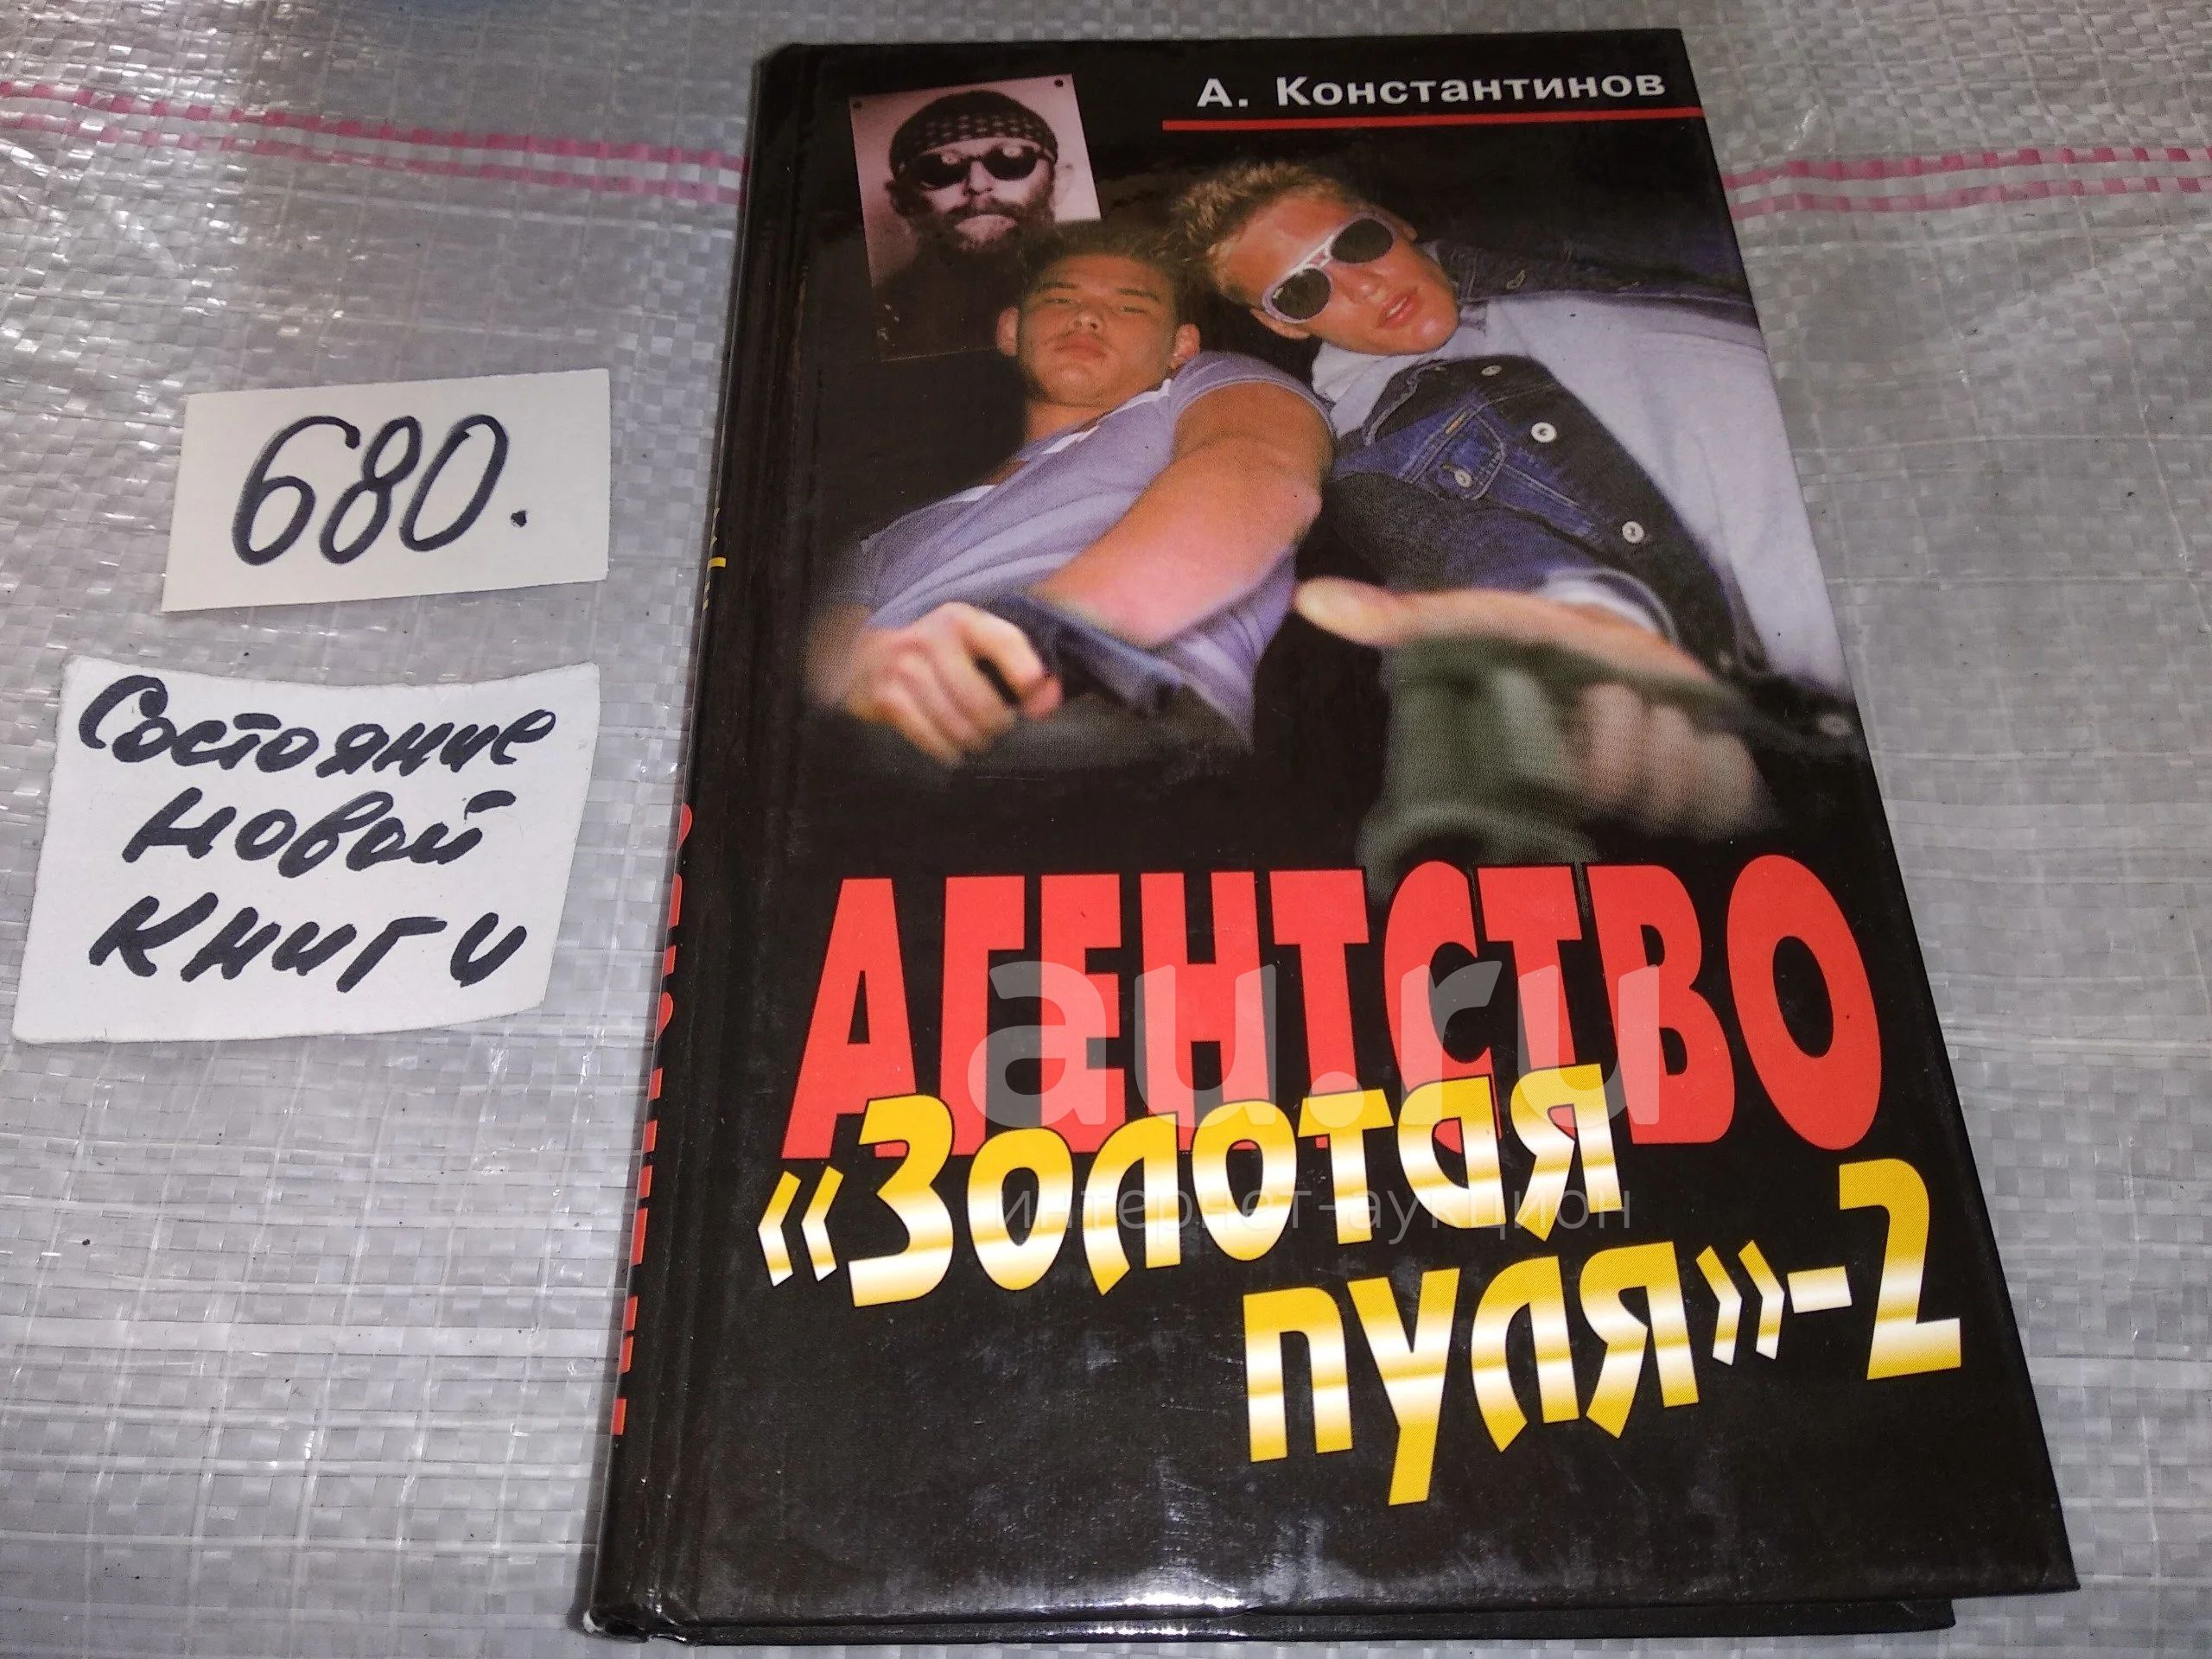 А. Константинов
680.
Состояние
новой
книги
АГЕНТСТВО
«Золотая
пуля»-2
au.ru
интернет-аукцион